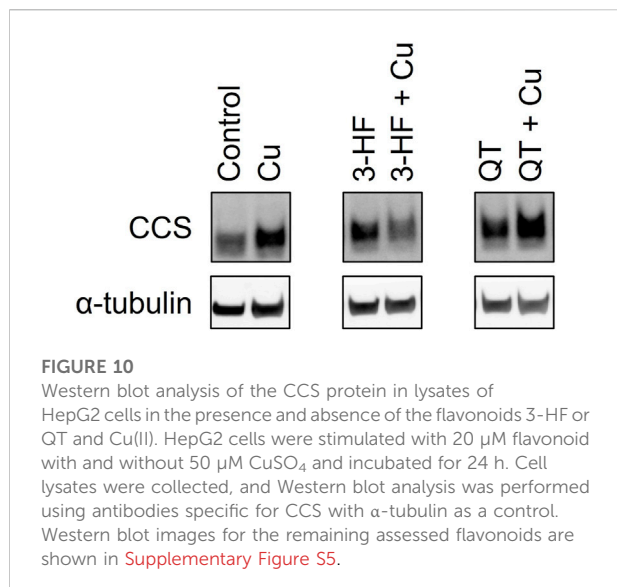 Control
Cu
3-HF
3-HF + Cu
QT
QT + Cu
CCS
α-tubulin
FIGURE 10
Western blot analysis of the CCS protein in lysates of
HepG2 cells in the presence and absence of the flavonoids 3-HF or
QT and Cu(II). HepG2 cells were stimulated with 20 µM flavonoid
with and without 50 µM CuSO₄ and incubated for 24 h. Cell
lysates were collected, and Western blot analysis was performed
using antibodies specific for CCS with α-tubulin as a control.
Western blot images for the remaining assessed flavonoids are
shown in Supplementary Figure S5.